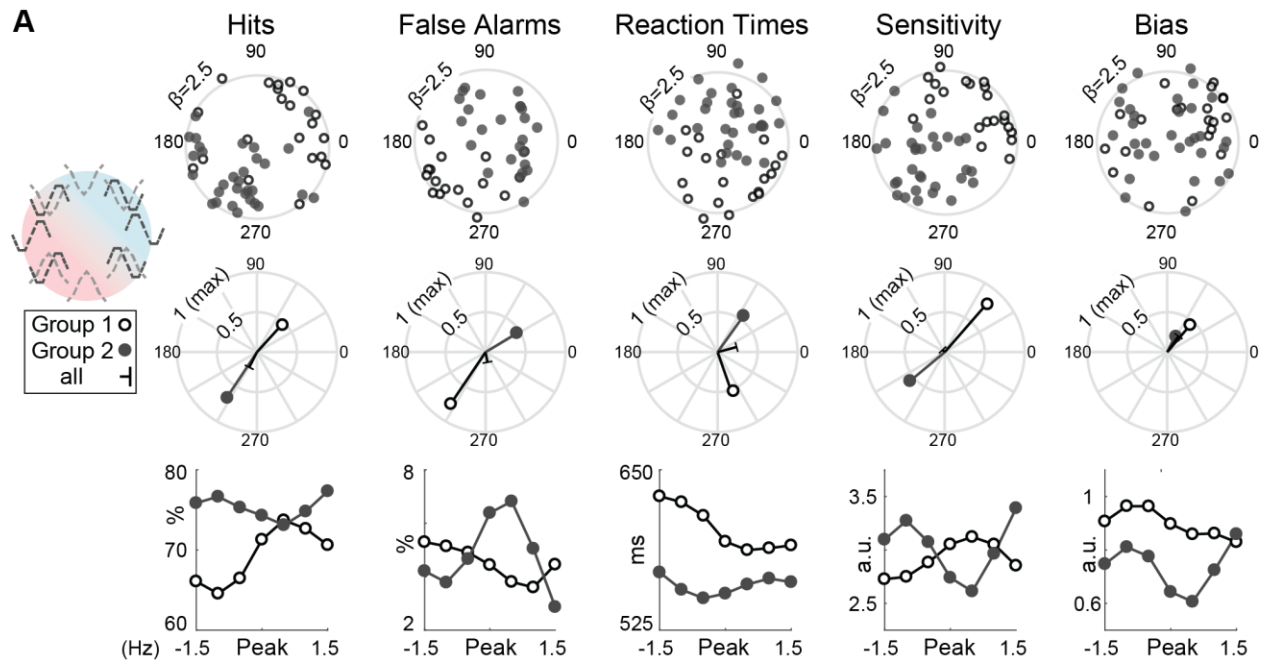 A
Hits False Alarms Reaction Times Sensitivity Bias
90 90 90 90 90
β=2.5 β=2.5 β=2.5 β=2.5 β=2.5
180 0 180 0 180 0 180 0 180 0
270 270 270 270 270
90 90 90 90 90
1 (max) 1 (max) 1 (max) 1 (max) 1 (max)
0.5 0.5 0.5 0.5 0.5
Group 1
Group 2
all
180 0 180 0 180 0 180 0 180 0
270 270 270 270 270
80 8 650
3.5 1
% % ms a.u. a.u.
70
2.5 0.6
60 2 525
(Hz) -1.5 Peak 1.5 -1.5 Peak 1.5 -1.5 Peak 1.5 -1.5 Peak 1.5 -1.5 Peak 1.5